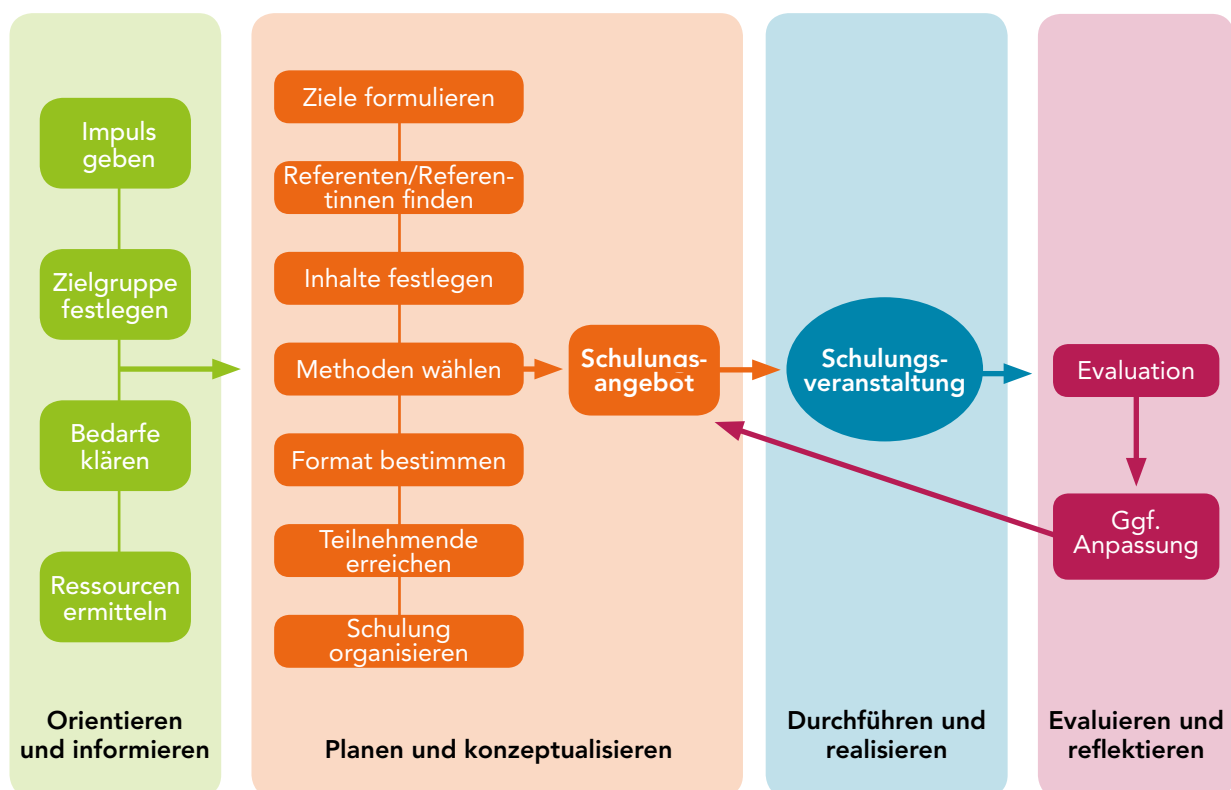 Impuls
geben
Zielgruppe
festlegen
Bedarfe
klären
Ressourcen
ermitteln
Orientieren
und informieren
Ziele formulieren
Referenten/Referen-
tinnen finden
Inhalte festlegen
Methoden wählen
Format bestimmen
Teilnehmende
erreichen
Schulung
organisieren
Schulungs-
angebot
Planen und konzeptualisieren
Schulungs-
veranstaltung
Durchführen und
realisieren
Evaluation
Ggf.
Anpassung
Evaluieren und
reflektieren